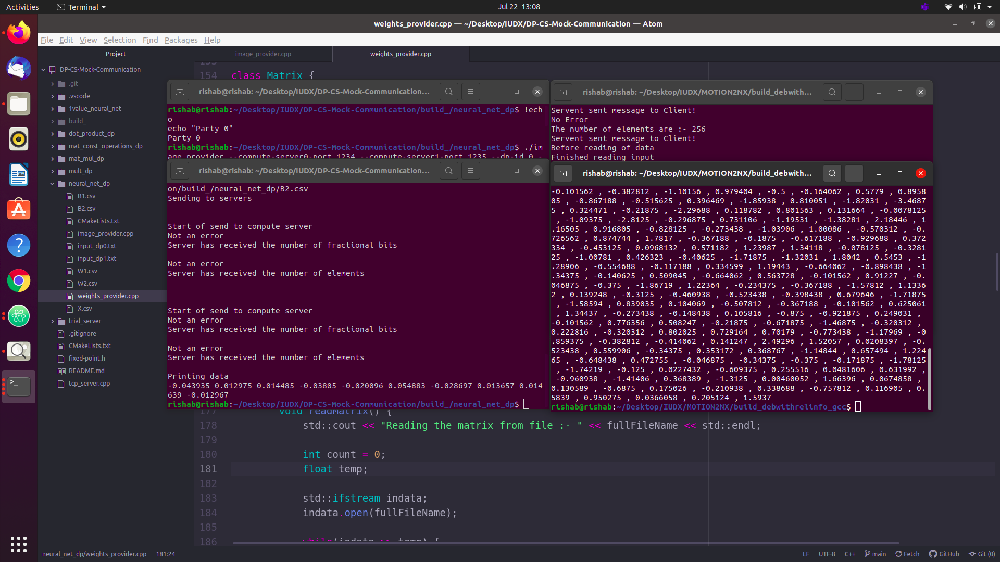 Activities
Terminal
Jul 22 13:08
weights_provider.cpp — ~/Desktop/IUDX/DP-CS-Mock-Communication — Atom
File Edit View Selection Find Packages Help
Project
DP-CS-Mock-Communication
.git
.vscode
1value_neural_net
build_
dot_product_dp
mat_const_operations_dp
mat_mul_dp
mult_dp
neural_net_dp
B1.csv
B2.csv
CMakeLists.txt
image_provider.cpp
input_dp0.txt
input_dp1.txt
W1.csv
W2.csv
weights_provider.cpp
X.csv
trial_server
.gitignore
CMakeLists.txt
fixed-point.h
README.md
tcp_server.cpp
image_provider.cpp
weights_provider.cpp
153
154 class Matrix {
rishab@rishab: ~/Desktop/IUDX/DP-CS-Mock-Communication...
rishab@rishab:~/Desktop/IUDX/DP-CS-Mock-Communication/build_/neural_net_dp$ !ech
o
echo "Party 0"
Party 0
rishab@rishab:~/Desktop/IUDX/DP-CS-Mock-Communication/build_/neural_net_dp$ ./im
age_provider --compute-server0-port 1234 --compute-server1-port 1235 --dp-id 0 -
rishab@rishab: ~/Desktop/IUDX/MOTION2NX/build_debwith...
Servent sent message to Client!
No Error
The number of elements are :- 256
Servent sent message to Client!
Before reading of data
Finished reading input
rishab@rishab: ~/Desktop/IUDX/DP-CS-Mock-Communication...
on/build_/neural_net_dp/B2.csv
Sending to servers
Start of send to compute server
Not an error
Server has received the number of fractional bits
Not an error
Server has received the number of elements
Start of send to compute server
Not an error
Server has received the number of fractional bits
Not an error
Server has received the number of elements
Printing data
-0.043935 0.012975 0.014485 -0.03805 -0.020096 0.054883 -0.028697 0.013657 0.014
639 -0.012967
rishab@rishab:~/Desktop/IUDX/DP-CS-Mock-Communication/build_/neural_net_dp$
rishab@rishab: ~/Desktop/IUDX/MOTION2NX/build_debwith...
-0.101562 , -0.382812 , -1.10156 , 0.979404 , -0.5 , -0.164062 , 0.5779 , 0.8958
05 , -0.867188 , -0.515625 , 0.396469 , -1.85938 , 0.810051 , -1.82031 , -3.4687
5 , 0.324471 , -0.21875 , -2.29688 , 0.118782 , 0.801563 , 0.131664 , -0.0078125
, -1.09375 , -2.8125 , -0.296875 , 0.731106 , -1.19531 , -1.38281 , 2.18446 , 1
.16505 , 0.916805 , -0.828125 , -0.273438 , -1.03906 , 1.00086 , -0.570312 , -0.
726562 , 0.874744 , 1.7817 , -0.367188 , -0.1875 , -0.617188 , -0.929688 , 0.372
334 , -0.453125 , 0.0968132 , 0.571182 , 1.23987 , 1.34118 , -0.078125 , -0.3281
25 , -1.00781 , 0.426323 , -0.40625 , -1.71875 , -1.32031 , 1.8042 , 0.5453 , -1
.28906 , -0.554688 , -0.117188 , 0.334599 , 1.19443 , -0.664062 , -0.898438 , -1
.34375 , -0.140625 , 0.509045 , -0.664062 , 0.563728 , -0.101562 , 0.91227 , -0.
046875 , -0.375 , -1.86719 , 1.22364 , -0.234375 , -0.367188 , -1.57812 , 1.1336
2 , 0.139248 , -0.3125 , -0.460938 , -0.523438 , -0.398438 , 0.679646 , -1.71875
, -1.58594 , 0.839035 , 0.104069 , -0.507812 , -0.367188 , -0.101562 , 0.625061
, 1.34437 , -0.273438 , -0.148438 , 0.105816 , -0.875 , -0.921875 , 0.249031 ,
-0.101562 , 0.776356 , 0.508247 , -0.21875 , -0.671875 , -1.46875 , -0.320312 ,
0.222816 , -0.320312 , 0.802025 , 0.729164 , 0.70179 , -0.773438 , -1.17969 , -0
.859375 , -0.382812 , -0.414062 , 0.141247 , 2.49296 , 1.52057 , 0.0208397 , -0.
523438 , 0.559906 , -0.34375 , 0.353172 , 0.368767 , -1.14844 , 0.657494 , 1.224
65 , -0.648438 , 0.472755 , -0.046875 , -0.34375 , -0.375 , -0.171875 , -1.78125
, -1.74219 , -0.125 , 0.0227432 , -0.609375 , 0.255516 , 0.0481606 , 0.631992 ,
-0.960938 , -1.41406 , 0.368389 , -1.3125 , 0.00460052 , 1.66396 , 0.0674858 ,
0.130589 , -0.6875 , 0.175026 , -0.210938 , 0.338688 , -0.757812 , 0.116905 , 0.
5839 , 0.950275 , 0.0366058 , 0.205124 , 1.5937
rishab@rishab:~/Desktop/IUDX/MOTION2NX/build_debwithrelinfo_gcc$
177 void readMatrix() {
178 std::cout << "Reading the matrix from file :- " << fullFileName << std::endl;
179
180 int count = 0;
181 float temp;
182
183 std::ifstream indata;
184 indata.open(fullFileName);
185
186 while(indata >> temp) {
neural_net_dp/weights_provider.cpp 181:24
LF UTF-8 C++ main Fetch GitHub Git (0)